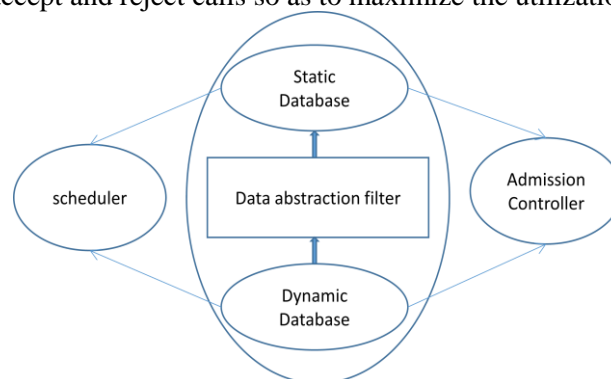 accept and reject calls so as to maximize the utilizatio
Static
Database
scheduler
Data abstraction filter
Admission
Controller
Dynamic
Database